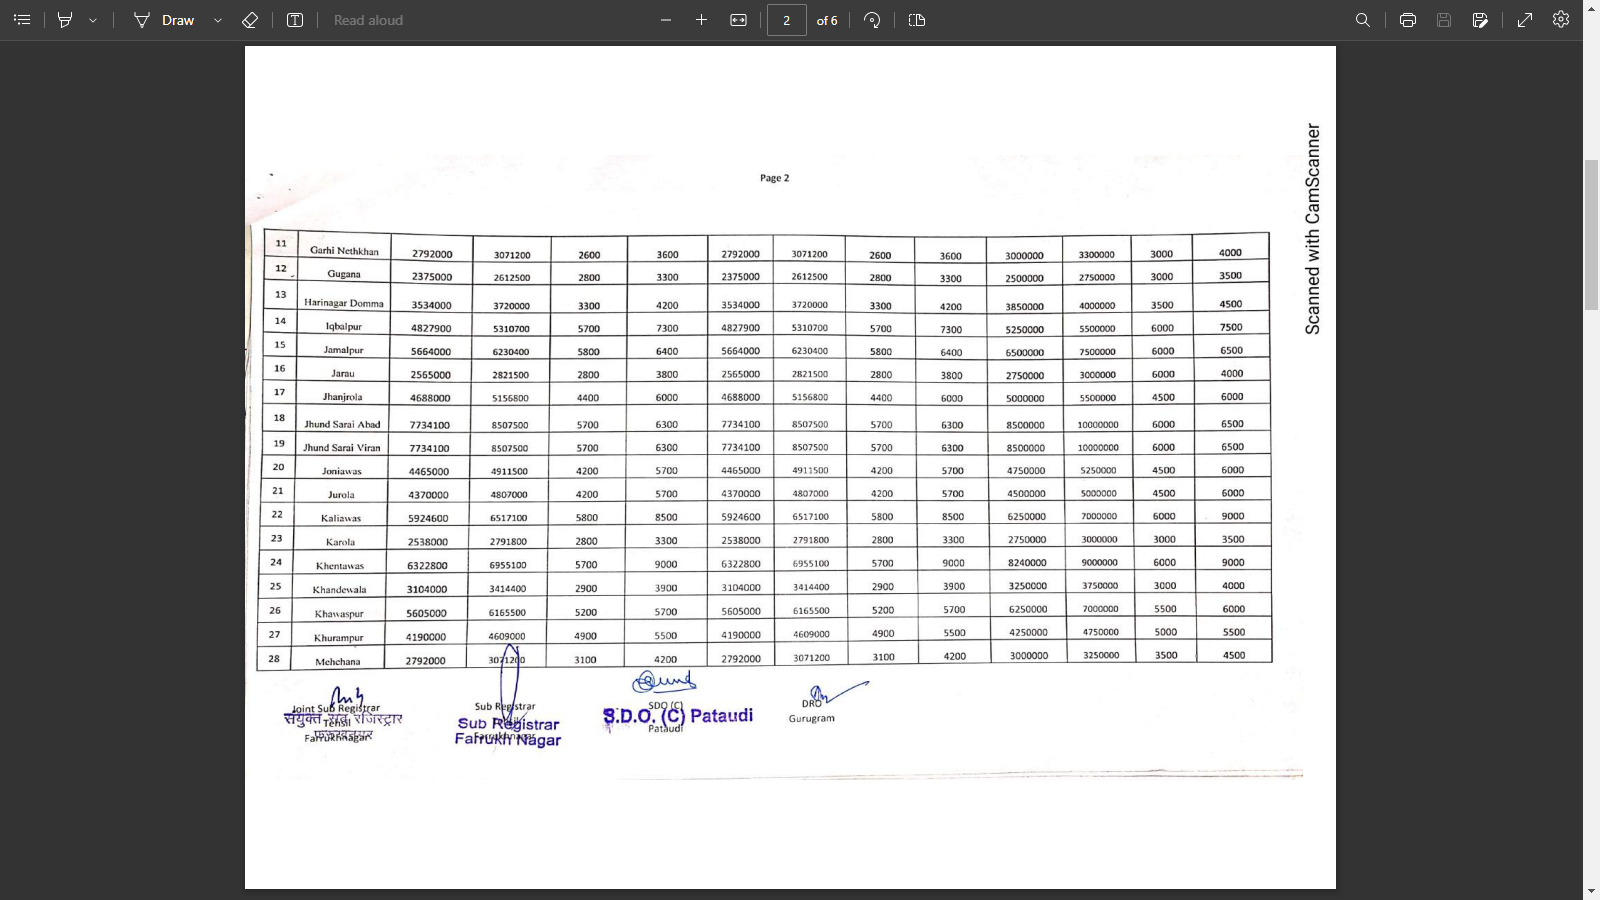 Draw
Read aloud
2
of 6
Scanned with CamScanner
Page 2
11 Garhi Nethkhan 2792000 3071200 2600 3600 2792000 3071200 2600 3600 3000000 3300000 3000 4000
12 Gugana 2375000 2612500 2800 3300 2375000 2612500 2800 3300 2500000 2750000 3000 3500
13 Harinagar Domma 3534000 3720000 3300 4200 3534000 3720000 3300 4200 3850000 4000000 3500 4500
14 Iqbalpur 4827900 5310700 5700 7300 4827900 5310700 5700 7300 5250000 5500000 6000 7500
15 Jamalpur 5664000 6230400 5800 6400 5664000 6230400 5800 6400 6500000 7500000 6000 6500
16 Jarau 2565000 2821500 2800 3800 2565000 2821500 2800 3800 2750000 3000000 6000 4000
17 Jhanjrola 4688000 5156800 4400 6000 4688000 5156800 4400 6000 5000000 5500000 4500 6000
18 Jhund Sarai Abad 7734100 8507500 5700 6300 7734100 8507500 5700 6300 8500000 10000000 6000 6500
19 Jhund Sarai Viran 7734100 8507500 5700 6300 7734100 8507500 5700 6300 8500000 10000000 6000 6500
20 Joniawas 4465000 4911500 4200 5700 4465000 4911500 4200 5700 4750000 5250000 4500 6000
21 Jurola 4370000 4807000 4200 5700 4370000 4807000 4200 5700 4500000 5000000 4500 6000
22 Kaliawas 5924600 6517100 5800 8500 5924600 6517100 5800 8500 6250000 7000000 6000 9000
23 Karola 2538000 2791800 2800 3300 2538000 2791800 2800 3300 2750000 3000000 3000 3500
24 Khentawas 6322800 6955100 5700 9000 6322800 6955100 5700 9000 8240000 9000000 6000 9000
25 Khandewala 3104000 3414400 2900 3900 3104000 3414400 2900 3900 3250000 3750000 3000 4000
26 Khawaspur 5605000 6165500 5200 5700 5605000 6165500 5200 5700 6250000 7000000 5500 6000
27 Khurampur 4190000 4609000 4900 5500 4190000 4609000 4900 5500 4250000 4750000 5000 5500
28 Mehchana 2792000 3071200 3100 4200 2792000 3071200 3100 4200 3000000 3250000 3500 4500
Joint Sub Registrar
संयुक्त सब रजिस्ट्रार
Tehsil
Farrukhnagar
Sub Registrar
Sub Registrar
Farrukh Nagar
SDO (C)
S.D.O. (C) Pataudi
Pataudi
DRO
Gurugram